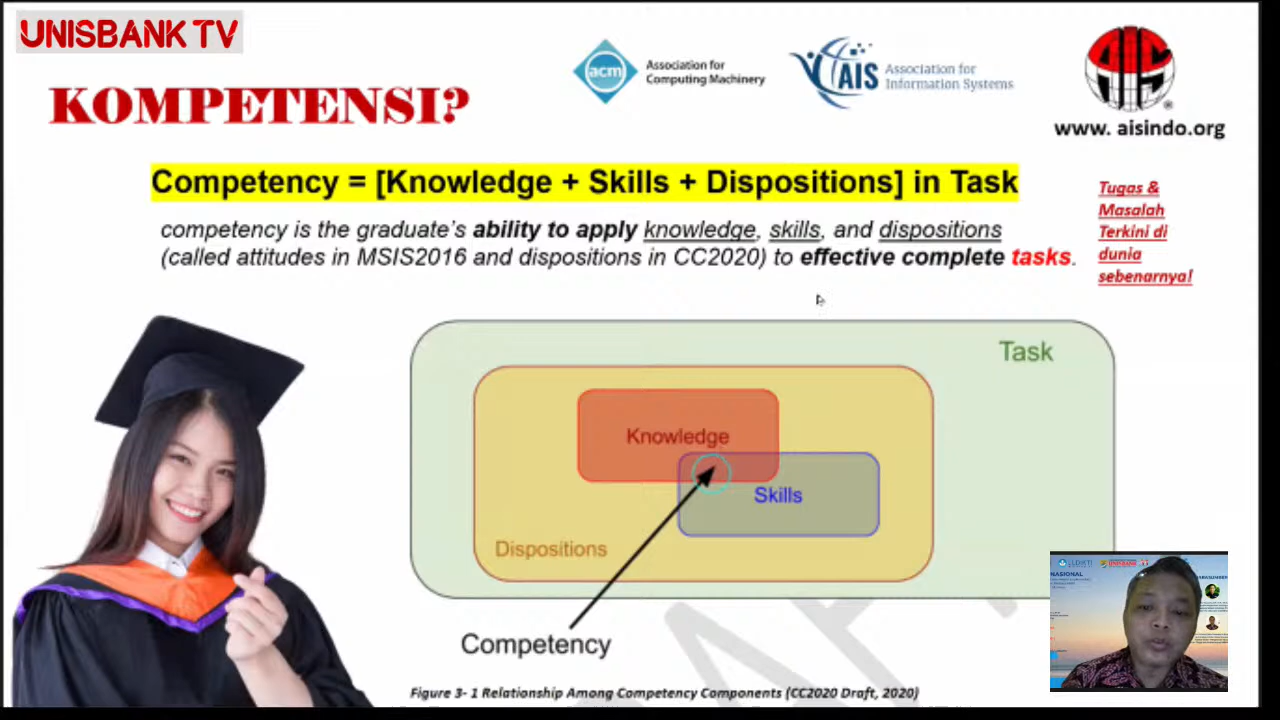 UNISBANK TV
acm
Association for
Computing Machinery
AIS
Association for
Information Systems
AIS
®
www. aisindo.org
KOMPETENSI?
Competency = [Knowledge + Skills + Dispositions] in Task
competency is the graduate's ability to apply knowledge, skills, and dispositions
(called attitudes in MSIS2016 and dispositions in CC2020) to effective complete tasks.
Tugas &
Masalah
Terkini di
dunia
sebenarnya!
Task
Knowledge
Skills
Dispositions
Competency
Figure 3- 1 Relationship Among Competency Components (CC2020 Draft, 2020)
UNISBANK
NASIONAL